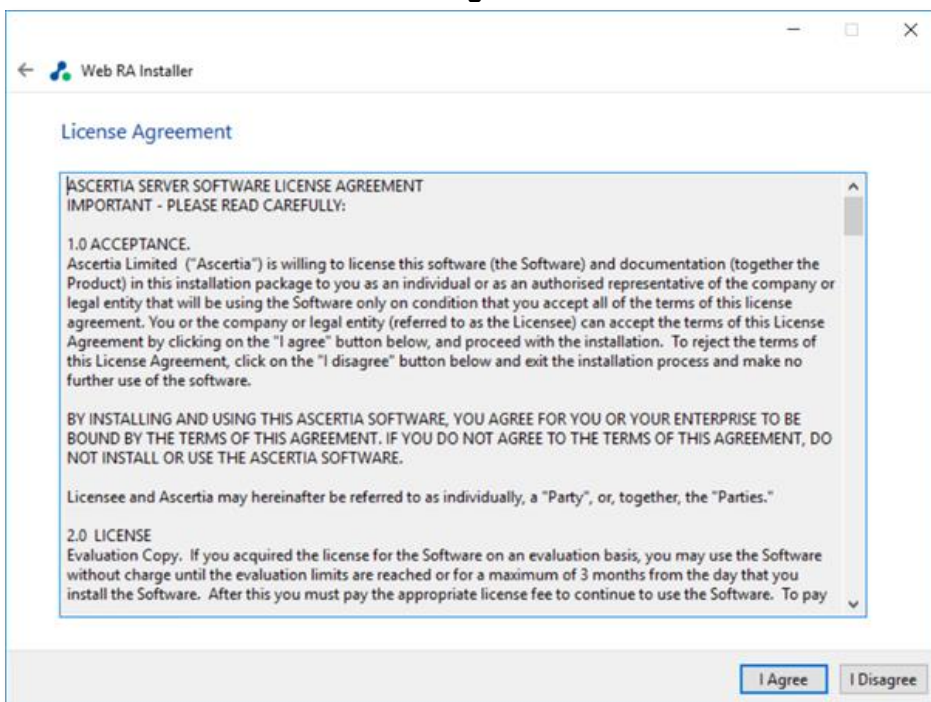 Web RA Installer
License Agreement
ASCERTIA SERVER SOFTWARE LICENSE AGREEMENT
IMPORTANT - PLEASE READ CAREFULLY:
1.0 ACCEPTANCE.
Ascertia Limited  ("Ascertia") is willing to license this software (the Software) and documentation (together the
Product) in this installation package to you as an individual or as an authorised representative of the company or
legal entity that will be using the Software only on condition that you accept all of the terms of this license
agreement. You or the company or legal entity (referred to as the Licensee) can accept the terms of this License
Agreement by clicking on the "I agree" button below, and proceed with the installation.  To reject the terms of
this License Agreement, click on the "I disagree" button below and exit the installation process and make no
further use of the software.
BY INSTALLING AND USING THIS ASCERTIA SOFTWARE, YOU AGREE FOR YOU OR YOUR ENTERPRISE TO BE
BOUND BY THE TERMS OF THIS AGREEMENT. IF YOU DO NOT AGREE TO THE TERMS OF THIS AGREEMENT, DO
NOT INSTALL OR USE THE ASCERTIA SOFTWARE.
Licensee and Ascertia may hereinafter be referred to as individually, a "Party", or, together, the "Parties."
2.0  LICENSE
Evaluation Copy.  If you acquired the license for the Software on an evaluation basis, you may use the Software
without charge until the evaluation limits are reached or for a maximum of 3 months from the day that you
install the Software.  After this you must pay the appropriate license fee to continue to use the Software.  To pay
I Agree
I Disagree